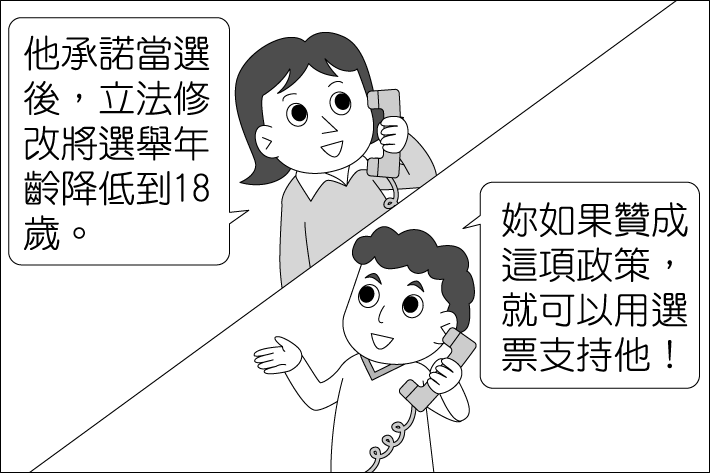 他承諾當選
後，立法修
改將選舉年
齡降低到18
歲。
妳如果贊成
這項政策，
就可以用選
票支持他！